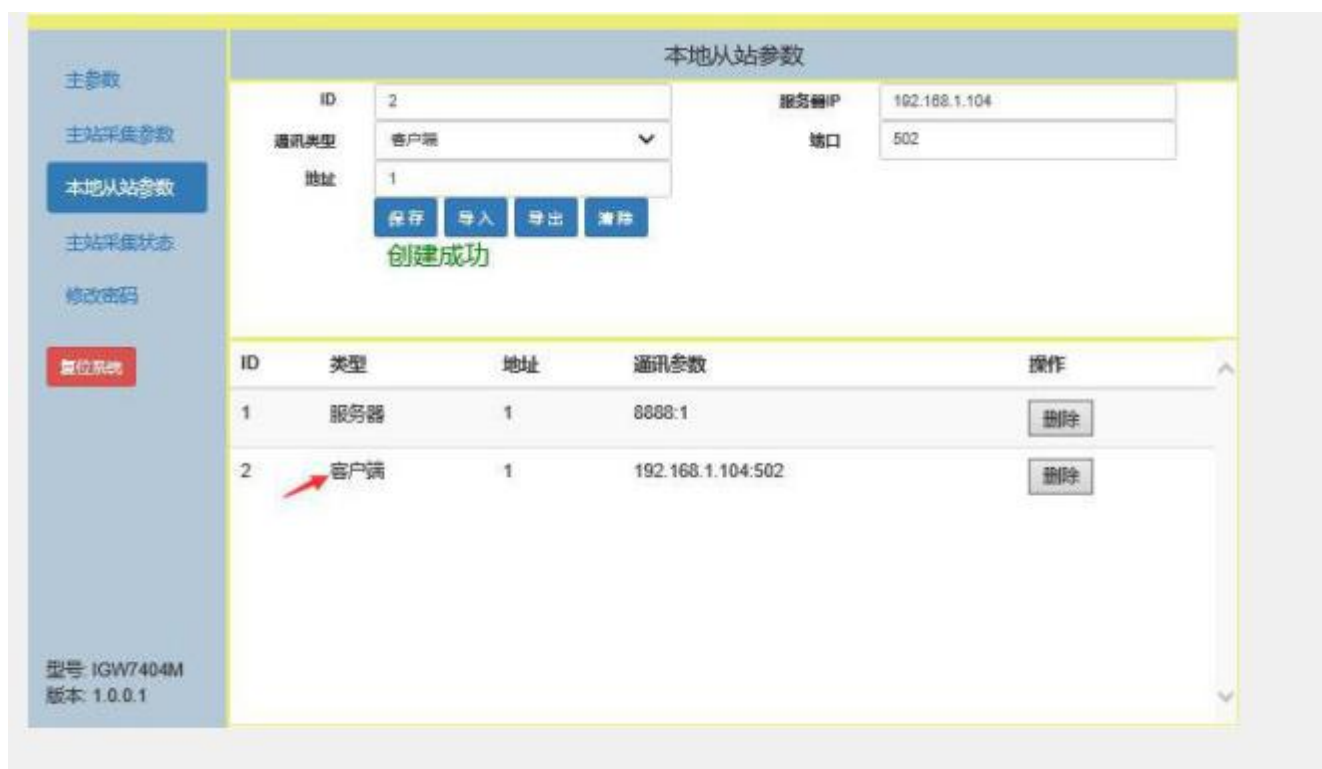 本地从站参数
主参数
主站采集参数
本地从站参数
主站采集状态
修改密码
复位系统
型号: IGW7404M
版本: 1.0.0.1
ID 2 服务器IP 192.168.1.104
通讯类型 客户端 端口 502
地址 1
保存 导入 导出 清除
创建成功
ID 类型 地址 通讯参数 操作
1 服务器 1 8888:1 删除
2 客户端 1 192.168.1.104:502 删除